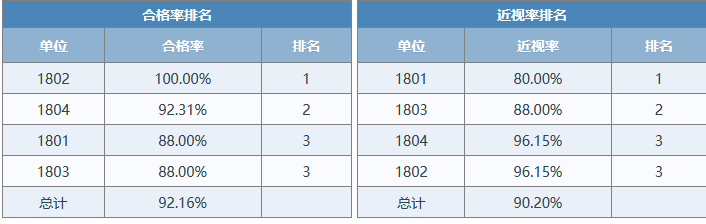 合格率排名
单位 合格率 排名
1802 100.00% 1
1804 92.31% 2
1801 88.00% 3
1803 88.00% 3
总计 92.16%
近视率排名
单位 近视率 排名
1801 80.00% 1
1803 88.00% 2
1804 96.15% 3
1802 96.15% 3
总计 90.20%